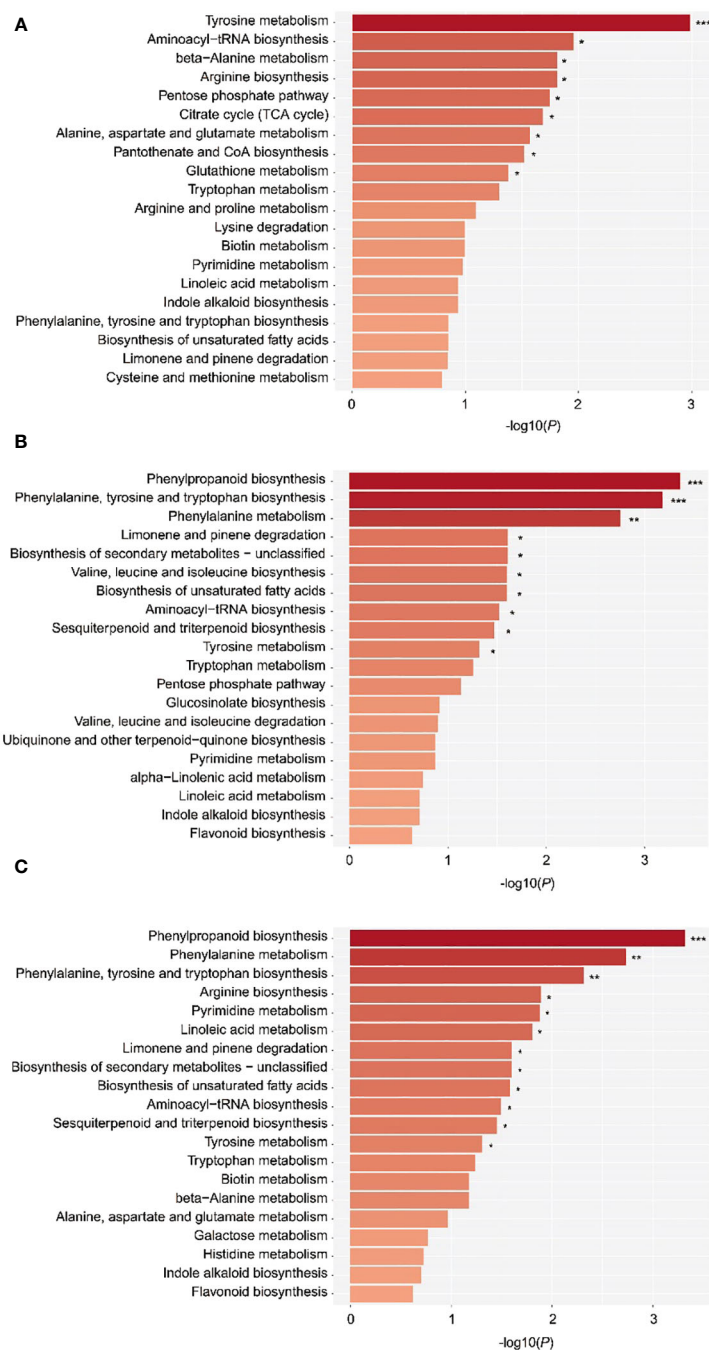 A
Tyrosine metabolism ***
Aminoacyl−tRNA biosynthesis *
beta−Alanine metabolism *
Arginine biosynthesis *
Pentose phosphate pathway *
Citrate cycle (TCA cycle) *
Alanine, aspartate and glutamate metabolism *
Pantothenate and CoA biosynthesis *
Glutathione metabolism *
Tryptophan metabolism
Arginine and proline metabolism
Lysine degradation
Biotin metabolism
Pyrimidine metabolism
Linoleic acid metabolism
Indole alkaloid biosynthesis
Phenylalanine, tyrosine and tryptophan biosynthesis
Biosynthesis of unsaturated fatty acids
Limonene and pinene degradation
Cysteine and methionine metabolism
0 1 2 3
-log10(P)
B
Phenylpropanoid biosynthesis ***
Phenylalanine, tyrosine and tryptophan biosynthesis ***
Phenylalanine metabolism **
Limonene and pinene degradation *
Biosynthesis of secondary metabolites − unclassified *
Valine, leucine and isoleucine biosynthesis *
Biosynthesis of unsaturated fatty acids *
Aminoacyl−tRNA biosynthesis *
Sesquiterpenoid and triterpenoid biosynthesis *
Tyrosine metabolism *
Tryptophan metabolism
Pentose phosphate pathway
Glucosinolate biosynthesis
Valine, leucine and isoleucine degradation
Ubiquinone and other terpenoid−quinone biosynthesis
Pyrimidine metabolism
alpha−Linolenic acid metabolism
Linoleic acid metabolism
Indole alkaloid biosynthesis
Flavonoid biosynthesis
0 1 2 3
-log10(P)
C
Phenylpropanoid biosynthesis ***
Phenylalanine metabolism **
Phenylalanine, tyrosine and tryptophan biosynthesis **
Arginine biosynthesis *
Pyrimidine metabolism *
Linoleic acid metabolism *
Limonene and pinene degradation *
Biosynthesis of secondary metabolites − unclassified *
Biosynthesis of unsaturated fatty acids *
Aminoacyl−tRNA biosynthesis *
Sesquiterpenoid and triterpenoid biosynthesis *
Tyrosine metabolism *
Tryptophan metabolism
Biotin metabolism
beta−Alanine metabolism
Alanine, aspartate and glutamate metabolism
Galactose metabolism
Histidine metabolism
Indole alkaloid biosynthesis
Flavonoid biosynthesis
0 1 2 3
-log10(P)